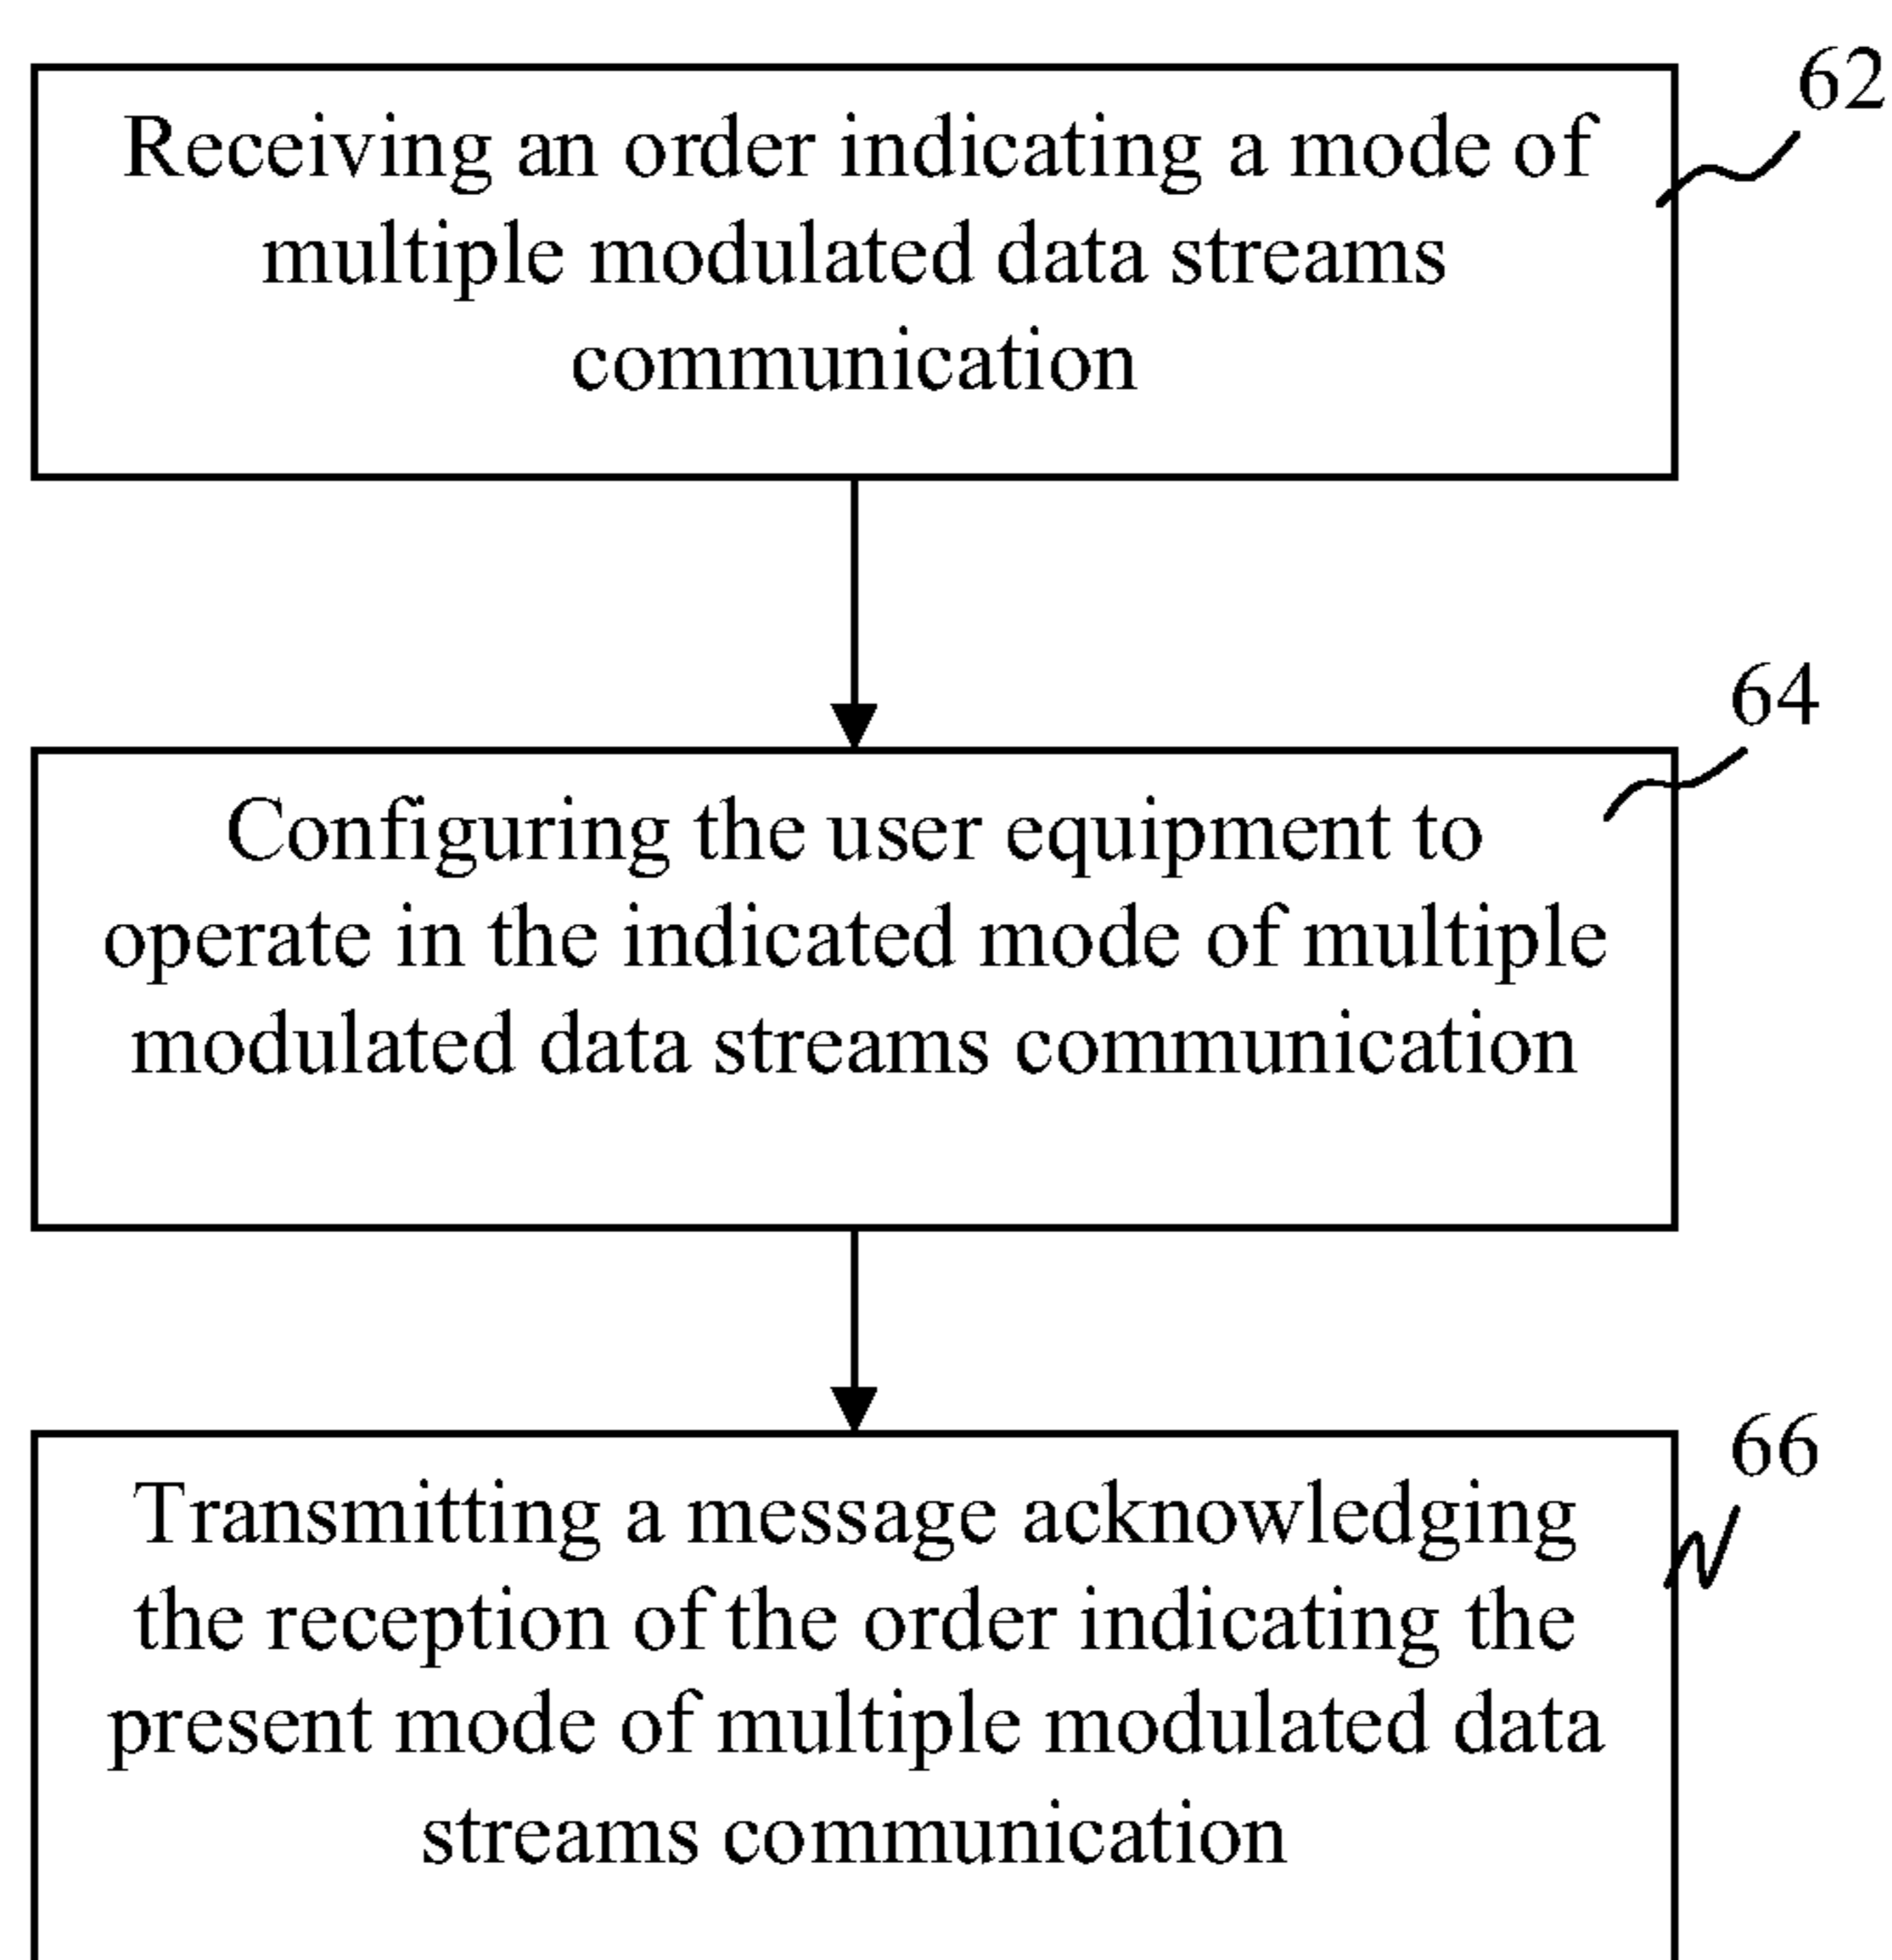 62
Receiving an order indicating a mode of
multiple modulated data streams
communication
64
Configuring the user equipment to
operate in the indicated mode of multiple
modulated data streams communication
66
Transmitting a message acknowledging
the reception of the order indicating the
present mode of multiple modulated data
streams communication